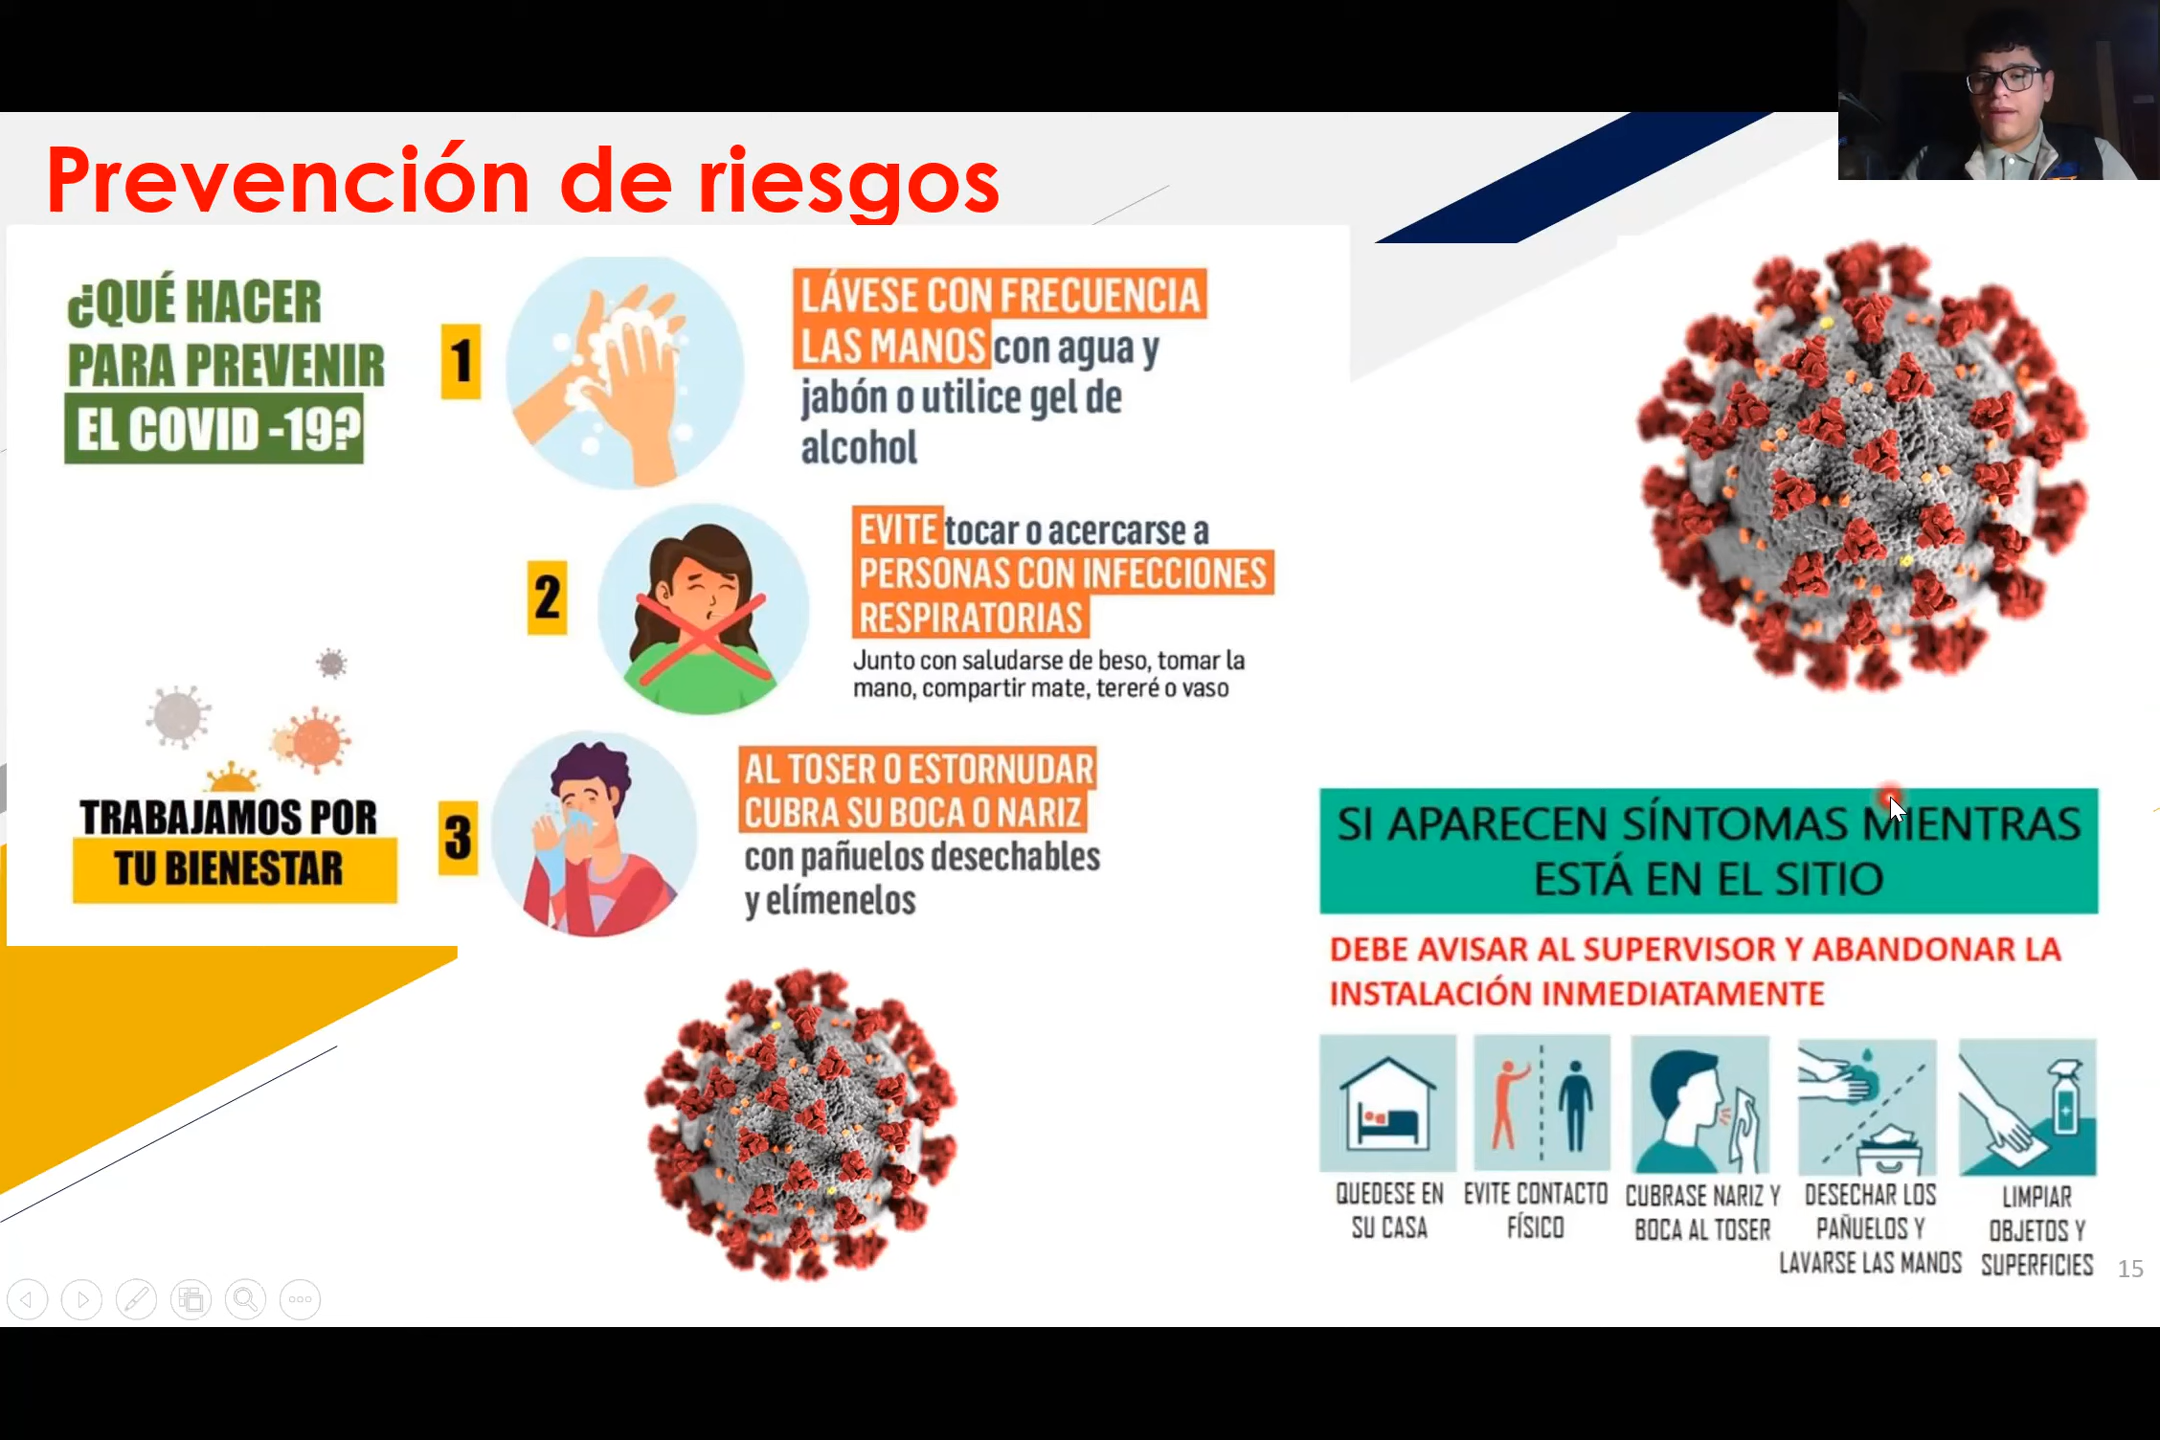 Prevención de riesgos
¿QUÉ HACER
PARA PREVENIR
EL COVID -19?
1
LÁVESE CON FRECUENCIA
LAS MANOS con agua y
jabón o utilice gel de
alcohol
2
EVITE tocar o acercarse a
PERSONAS CON INFECCIONES
RESPIRATORIAS
Junto con saludarse de beso, tomar la
mano, compartir mate, tereré o vaso
3
AL TOSER O ESTORNUDAR
CUBRA SU BOCA O NARIZ
con pañuelos desechables
y elímenelos
TRABAJAMOS POR
TU BIENESTAR
SI APARECEN SÍNTOMAS MIENTRAS
ESTÁ EN EL SITIO
DEBE AVISAR AL SUPERVISOR Y ABANDONAR LA
INSTALACIÓN INMEDIATAMENTE
QUEDESE EN
SU CASA
EVITE CONTACTO
FÍSICO
CUBRASE NARIZ Y
BOCA AL TOSER
DESECHAR LOS
PAÑUELOS Y
LAVARSE LAS MANOS
LIMPIAR
OBJETOS Y
SUPERFICIES
15